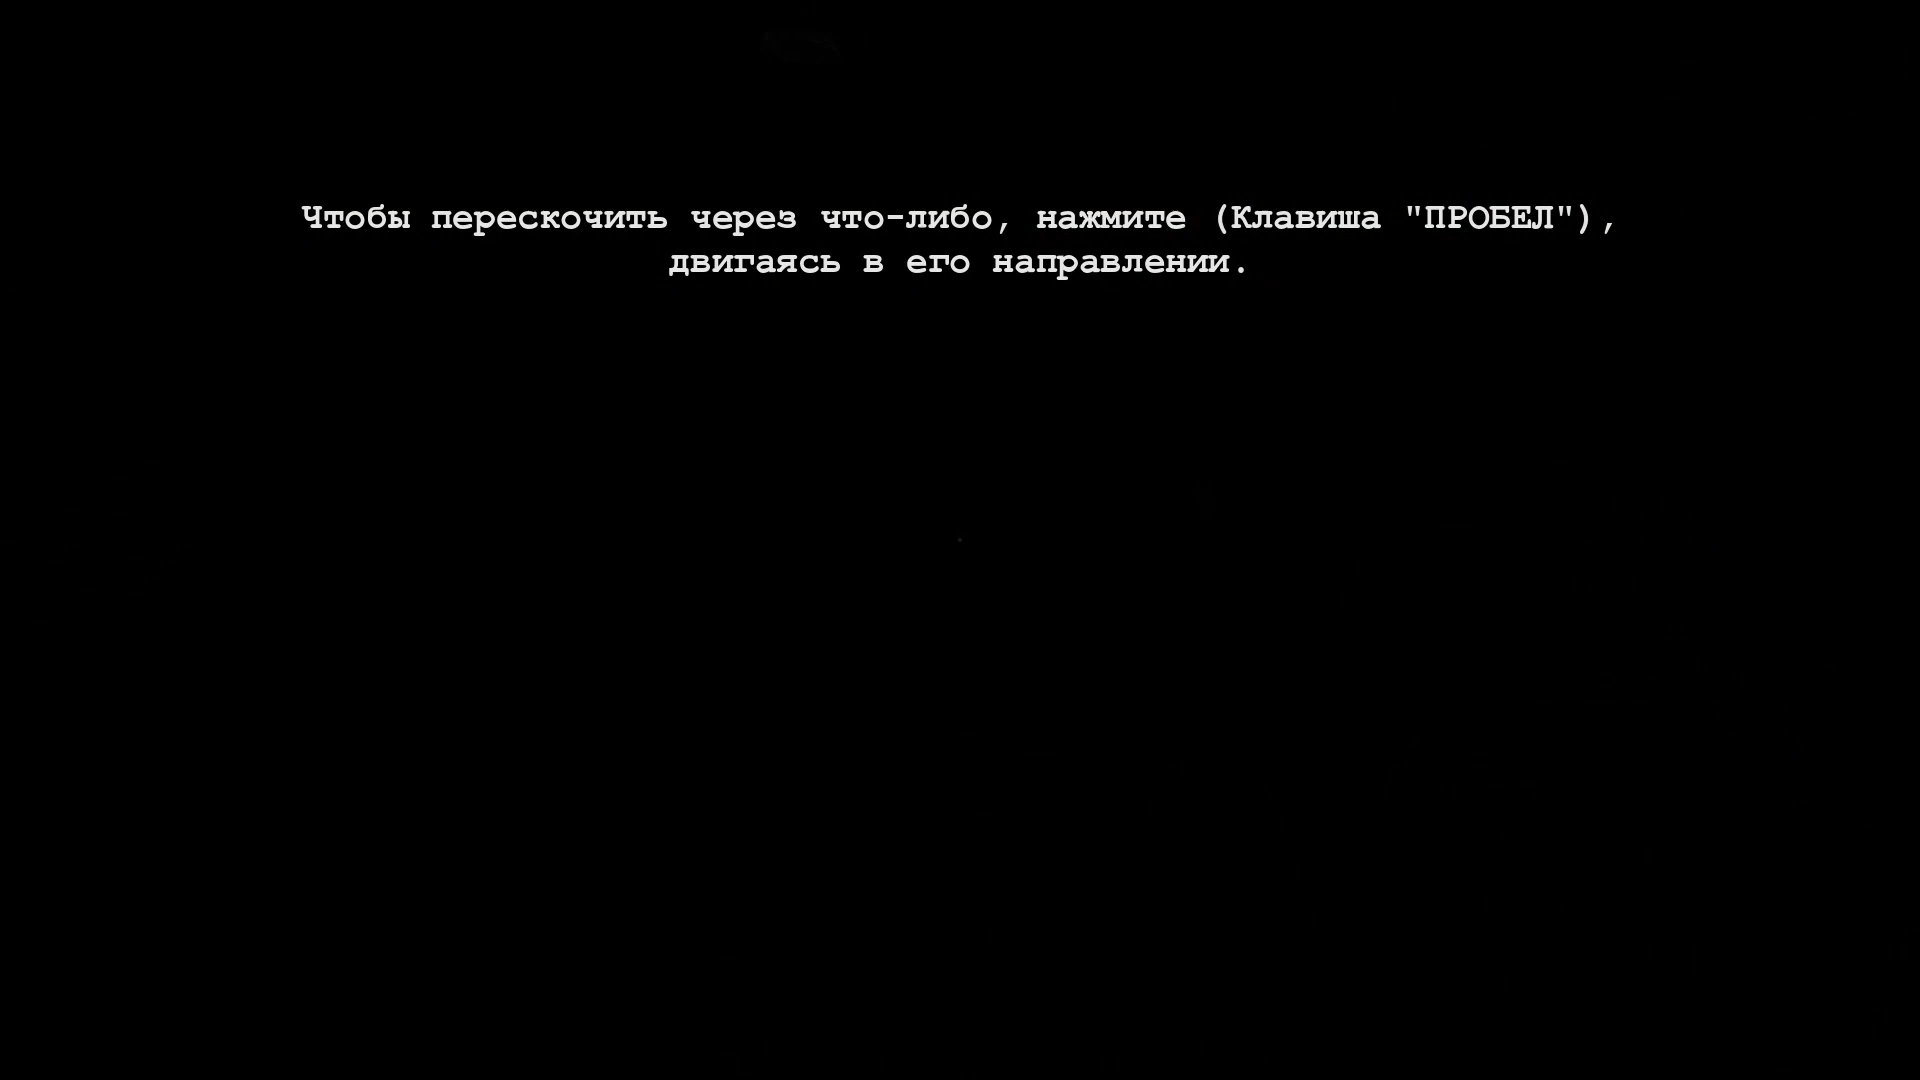 Чтобы перескочить через что-либо, нажмите (Клавиша "ПРОБЕЛ"),
двигаясь в его направлении.